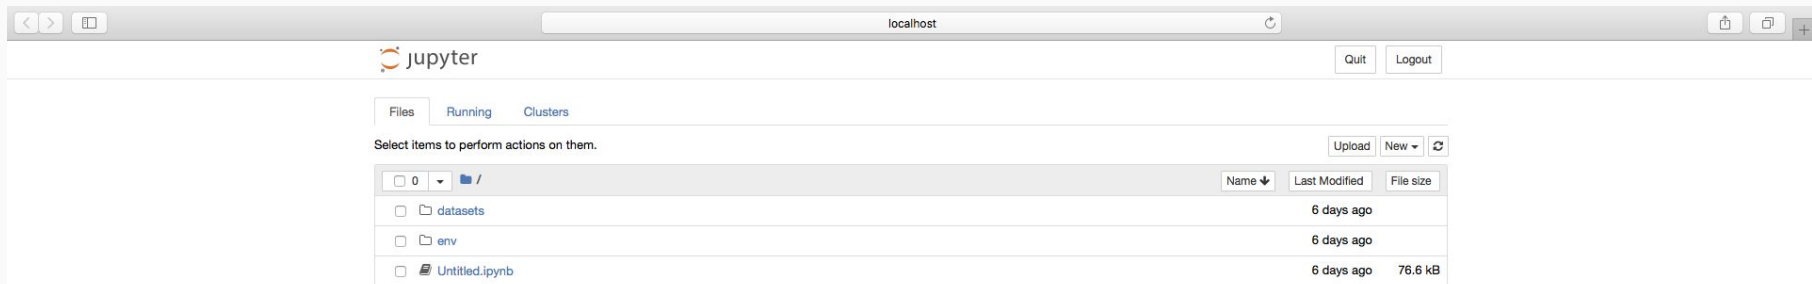 localhost
jupyter Quit Logout
Files Running Clusters
Select items to perform actions on them. Upload New
0 / Name Last Modified File size
datasets 6 days ago
env 6 days ago
Untitled.ipynb 6 days ago 76.6 kB